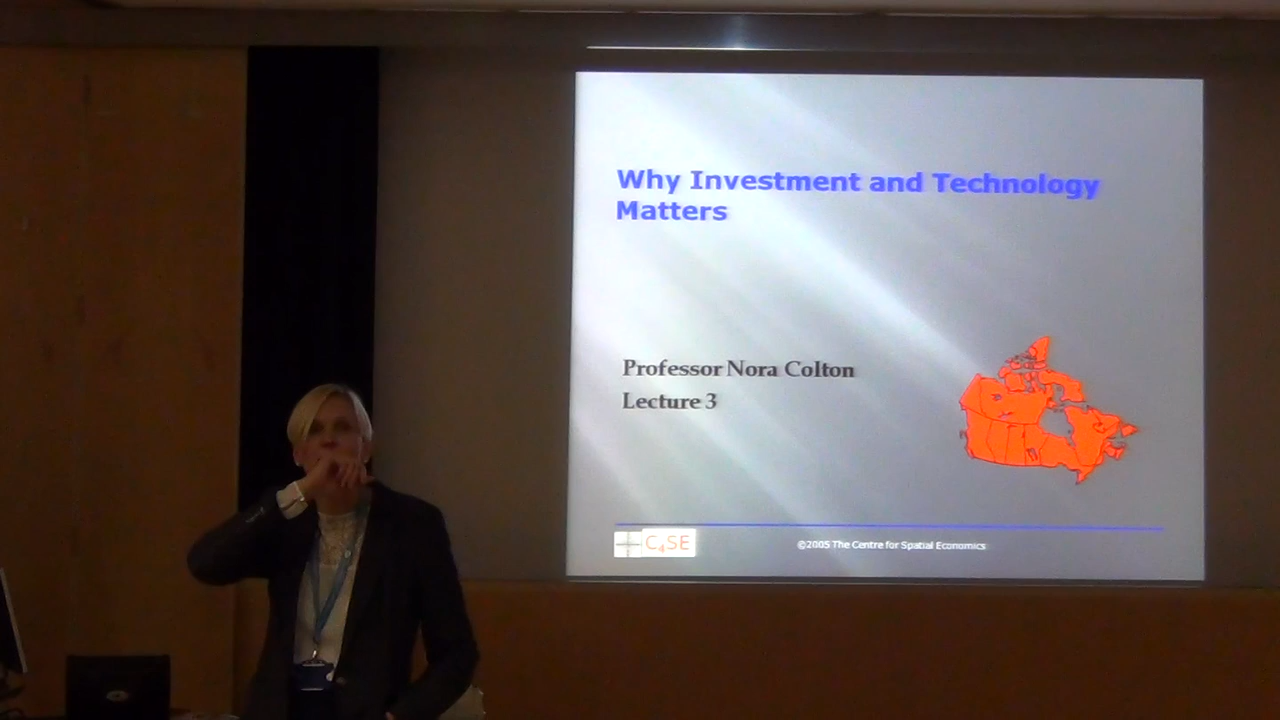 Why Investment and Technology
Matters
Professor Nora Colton
Lecture 3
C4SE
©2005 The Centre for Spatial Economics